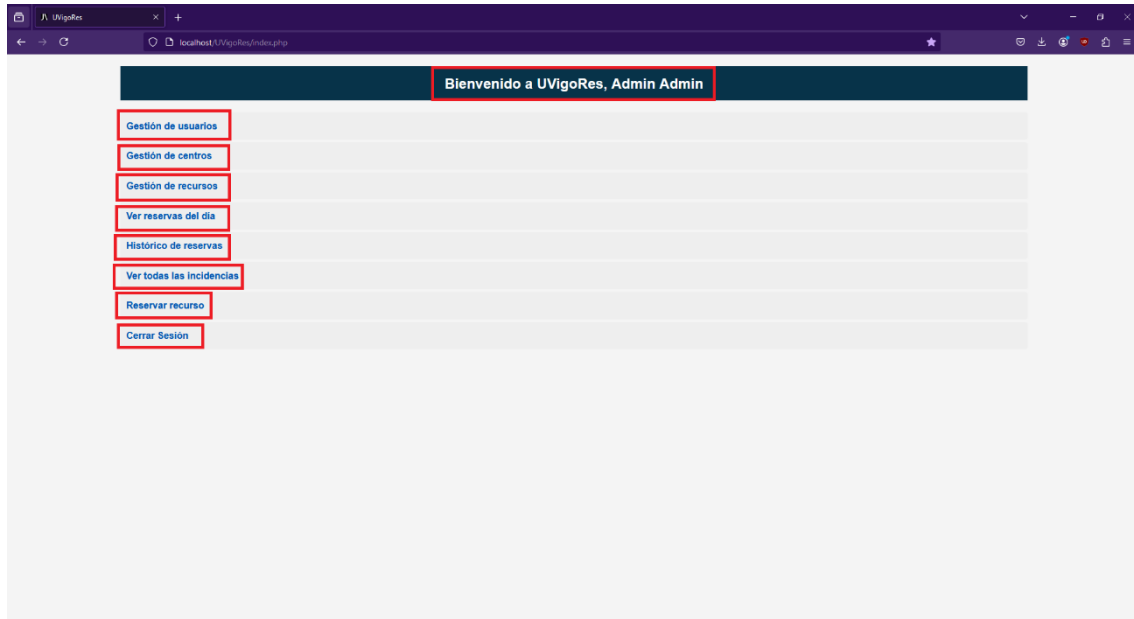 UVigoRes
localhost/UVigoRes/index.php
Bienvenido a UVigoRes, Admin Admin
Gestión de usuarios
Gestión de centros
Gestión de recursos
Ver reservas del día
Histórico de reservas
Ver todas las incidencias
Reservar recurso
Cerrar Sesión